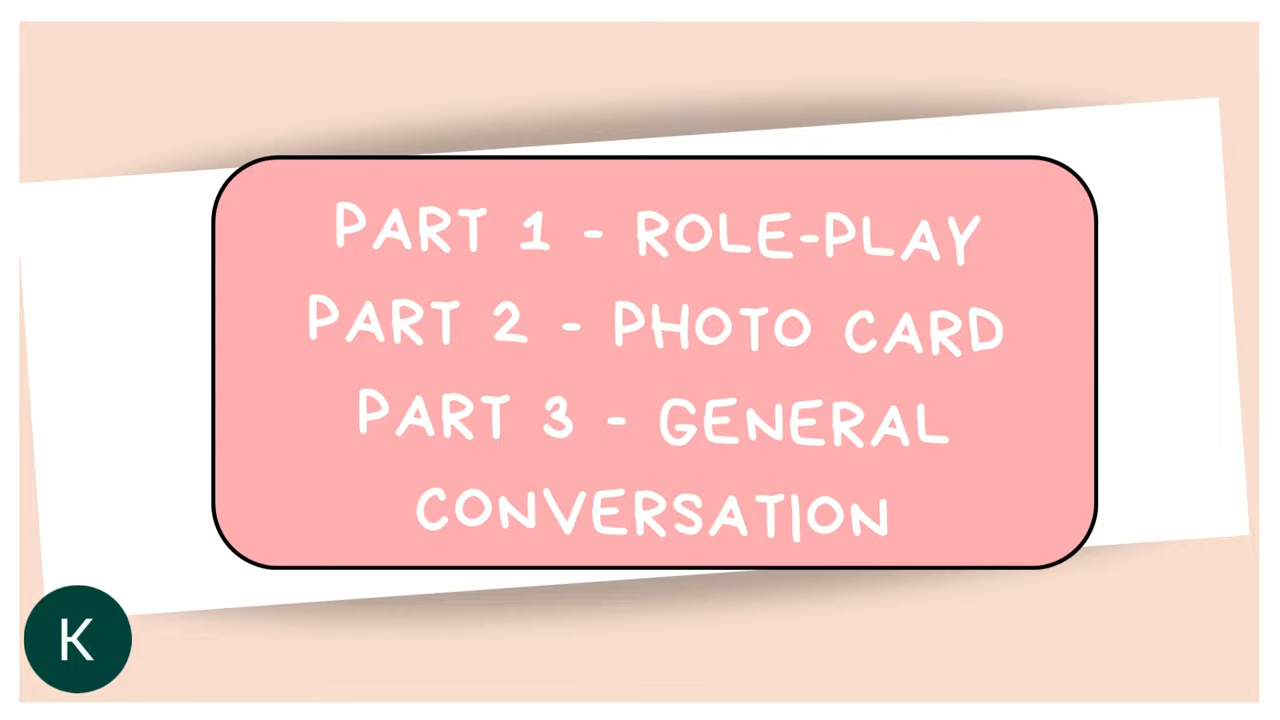 PART 1 - ROLE-PLAY
PART 2 - PHOTO CARD
PART 3 - GENERAL
CONVERSATION
K